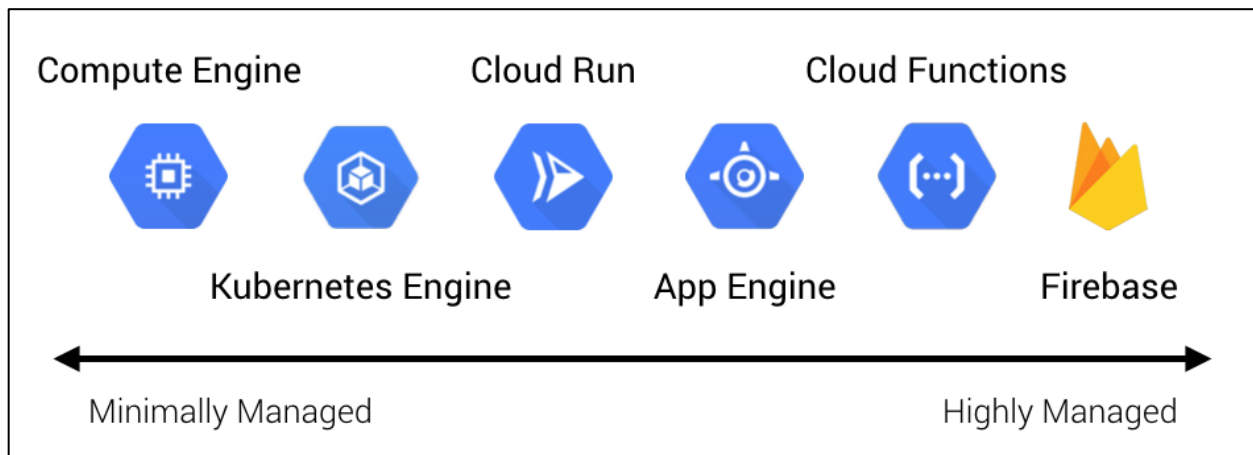 Compute Engine
Cloud Run
Cloud Functions
Kubernetes Engine
App Engine
Firebase
Minimally Managed
Highly Managed